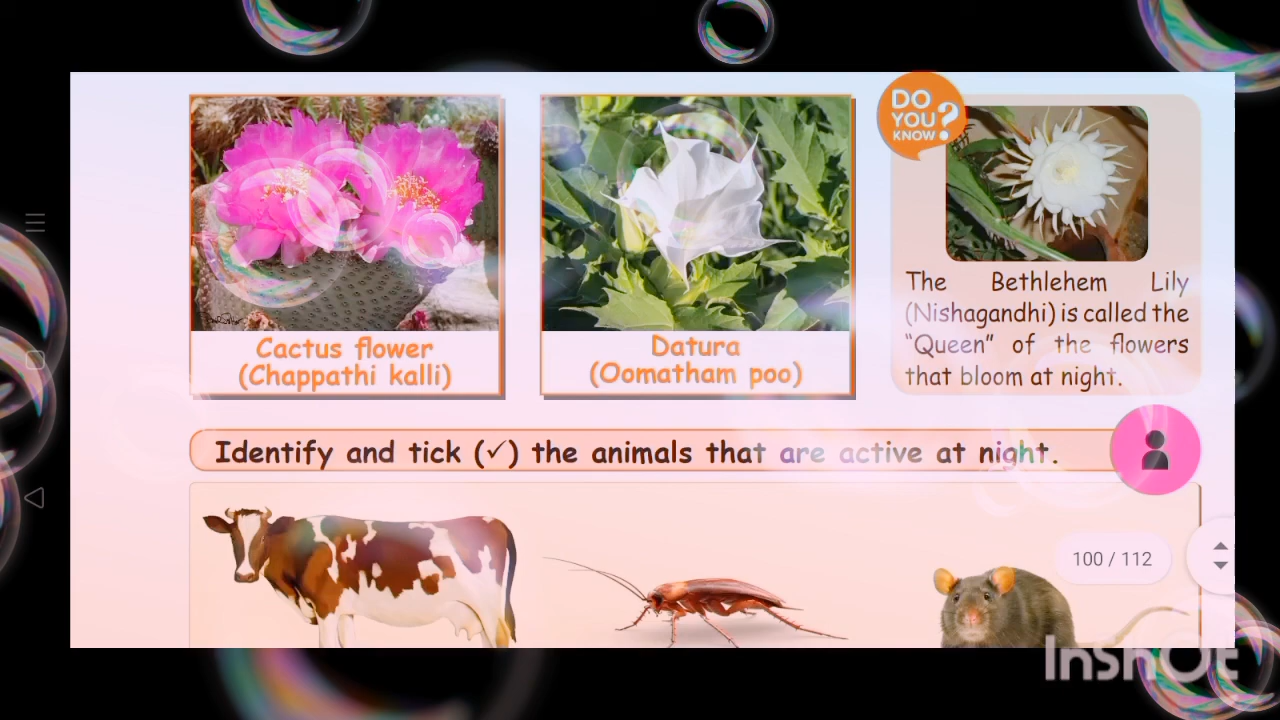 Cactus flower
(Chappathi kalli)
Datura
(Oomatham poo)
DO
YOU
KNOW?
The Bethlehem Lily
(Nishagandhi) is called the
"Queen" of the flowers
that bloom at night.
Identify and tick (✓) the animals that are active at night.
100 / 112
InShOt